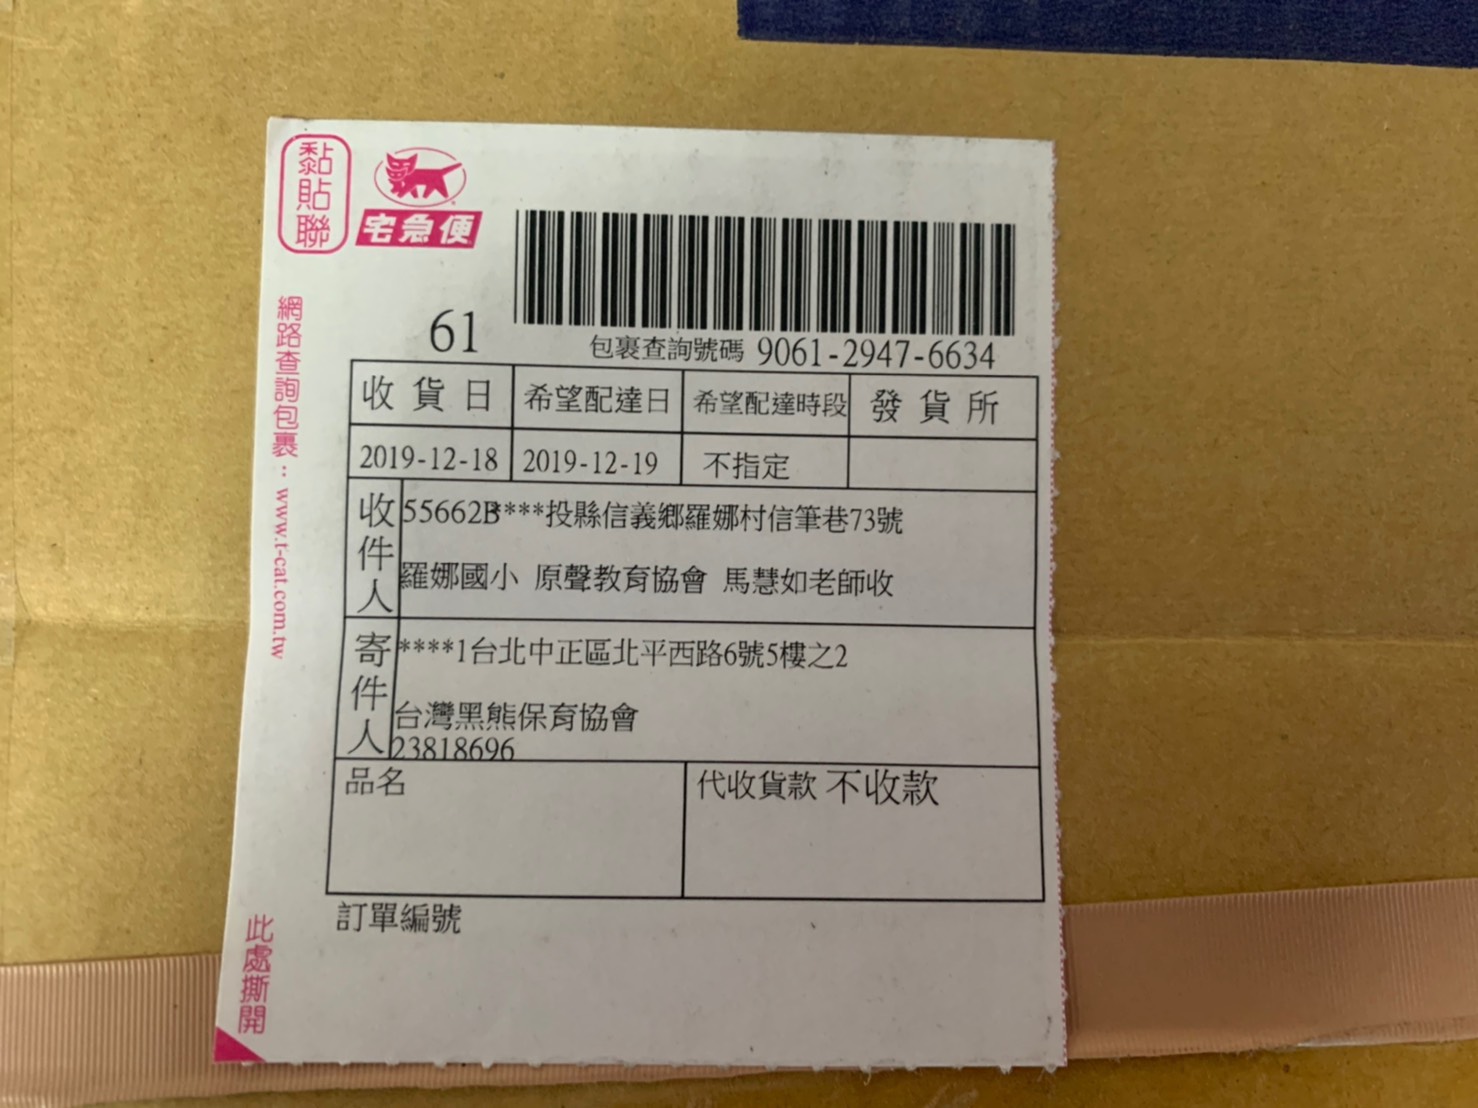 黏貼聯
宅急便
61
包裹查詢號碼 9061-2947-6634
網路查詢包裹：www.t-cat.com.tw
收貨日 希望配達日 希望配達時段 發貨所
2019-12-18 2019-12-19 不指定
收件人
55662B****投縣信義鄉羅娜村信筆巷73號
羅娜國小 原聲教育協會 馬慧如老師收
寄件人
****1台北中正區北平西路6號5樓之2
台灣黑熊保育協會
23818696
品名
代收貨款 不收款
訂單編號
此處撕開